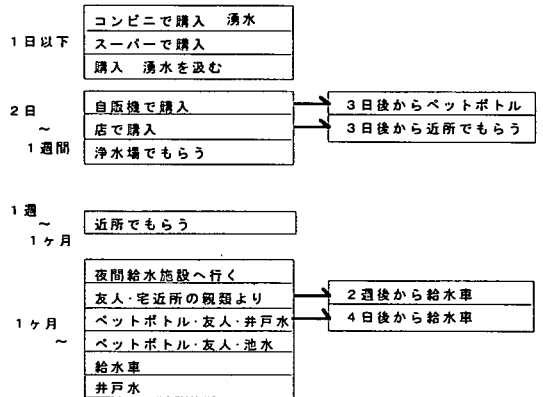 1日以下
コンビニで購入 湧水
スーパーで購入
購入 湧水を汲む
2日
～
1週間
自販機で購入
3日後からペットボトル
店で購入
3日後から近所でもらう
浄水場でもらう
1週
～
1ヶ月
近所でもらう
1ヶ月
～
夜間給水施設へ行く
友人・宅近所の親類より
2週後から給水車
ペットボトル・友人・井戸水
4日後から給水車
ペットボトル・友人・池水
給水車
井戸水